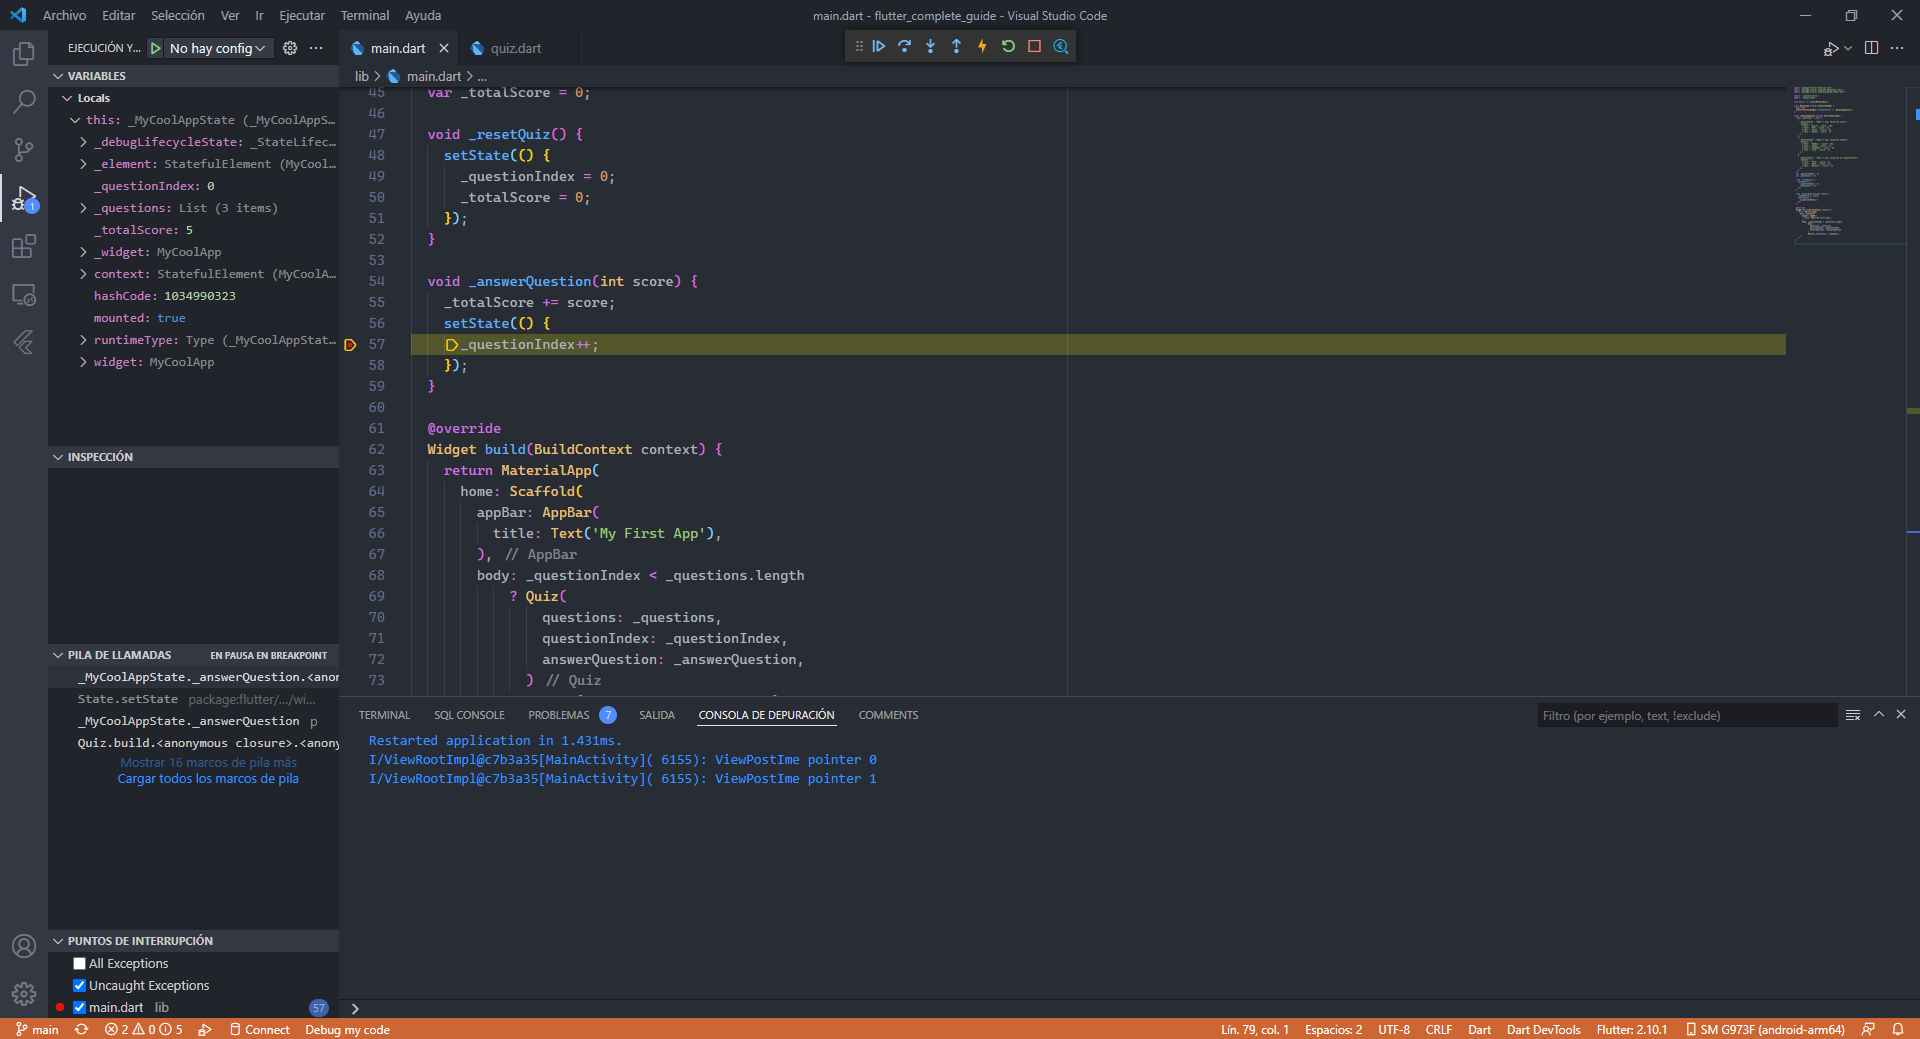 Archivo Editar Selección Ver Ir Ejecutar Terminal Ayuda
main.dart - flutter_complete_guide - Visual Studio Code
EJECUCIÓN Y... No hay config
main.dart quiz.dart
lib > main.dart > ...
VARIABLES
Locals
this: _MyCoolAppState (_MyCoolAppS...
_debugLifecycleState: _StateLifec...
_element: StatefulElement (MyCool...
_questionIndex: 0
_questions: List (3 items)
_totalScore: 5
_widget: MyCoolApp
context: StatefulElement (MyCoolA...
hashCode: 1034990323
mounted: true
runtimeType: Type (_MyCoolAppStat...
widget: MyCoolApp
INSPECCIÓN
PILA DE LLAMADAS EN PAUSA EN BREAKPOINT
_MyCoolAppState._answerQuestion.<anon
State.setState package:flutter/.../wi...
_MyCoolAppState._answerQuestion p
Quiz.build.<anonymous closure>.<anony
Mostrar 16 marcos de pila más
Cargar todos los marcos de pila
PUNTOS DE INTERRUPCIÓN
All Exceptions
Uncaught Exceptions
main.dart lib 57
1
45 var _totalScore = 0;
46
47 void _resetQuiz() {
48 setState(() {
49 _questionIndex = 0;
50 _totalScore = 0;
51 });
52 }
53
54 void _answerQuestion(int score) {
55 _totalScore += score;
56 setState(() {
57 _questionIndex++;
58 });
59 }
60
61 @override
62 Widget build(BuildContext context) {
63 return MaterialApp(
64 home: Scaffold(
65 appBar: AppBar(
66 title: Text('My First App'),
67 ), // AppBar
68 body: _questionIndex < _questions.length
69 ? Quiz(
70 questions: _questions,
71 questionIndex: _questionIndex,
72 answerQuestion: _answerQuestion,
73 ) // Quiz
TERMINAL SQL CONSOLE PROBLEMAS 7 SALIDA CONSOLA DE DEPURACIÓN COMMENTS
Filtro (por ejemplo, text, !exclude)
Restarted application in 1.431ms.
I/ViewRootImpl@c7b3a35[MainActivity]( 6155): ViewPostIme pointer 0
I/ViewRootImpl@c7b3a35[MainActivity]( 6155): ViewPostIme pointer 1
main 2 0 5 Connect Debug my code
Lín. 79, col. 1 Espacios: 2 UTF-8 CRLF Dart Dart DevTools Flutter: 2.10.1 SM G973F (android-arm64)